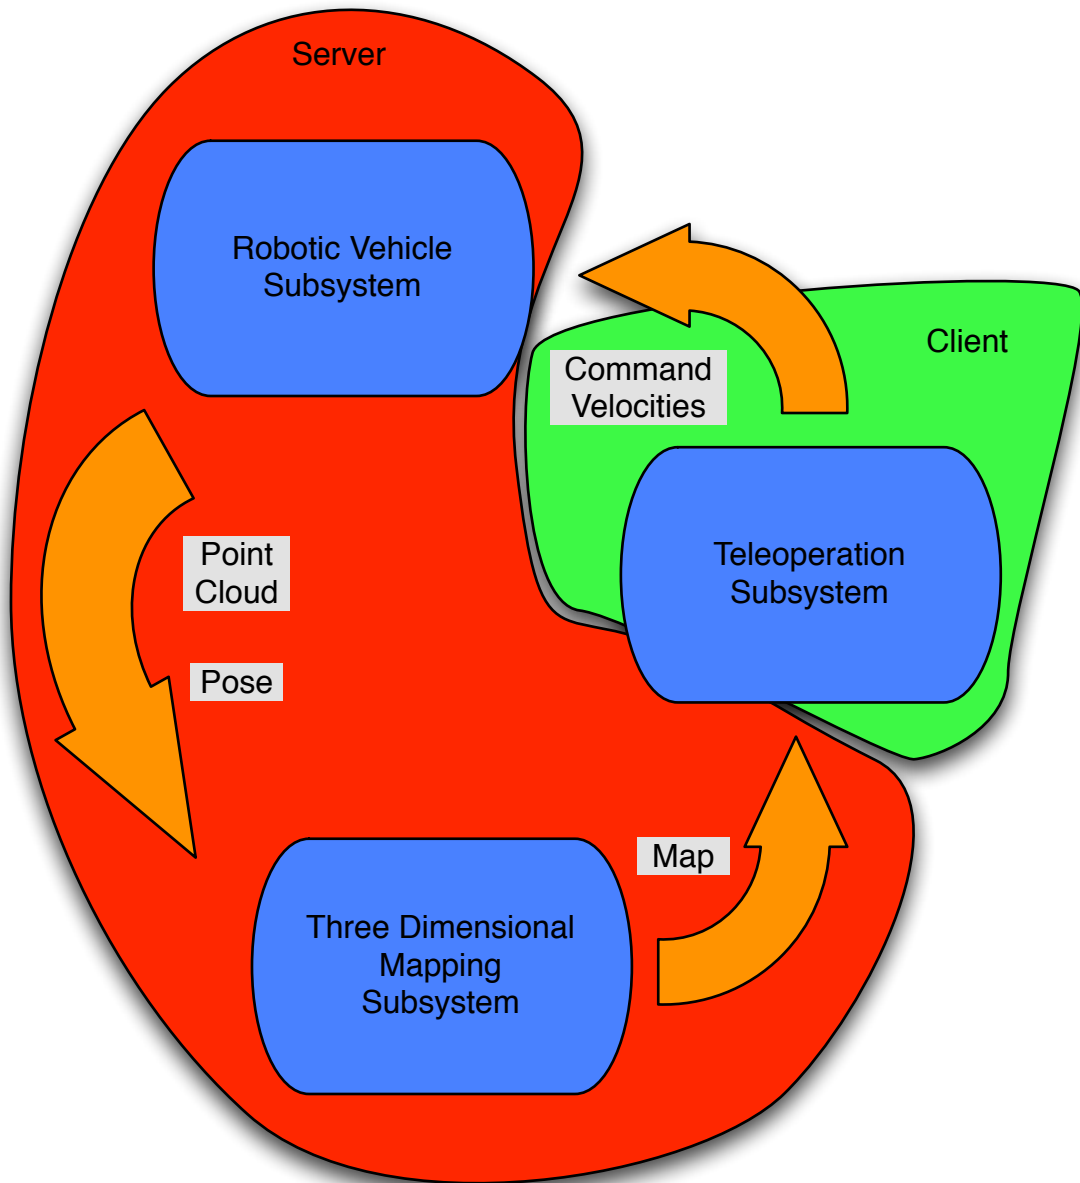 Server
Robotic Vehicle
Subsystem
Client
Command
Velocities
Point
Cloud
Teleoperation
Subsystem
Pose
Map
Three Dimensional
Mapping
Subsystem